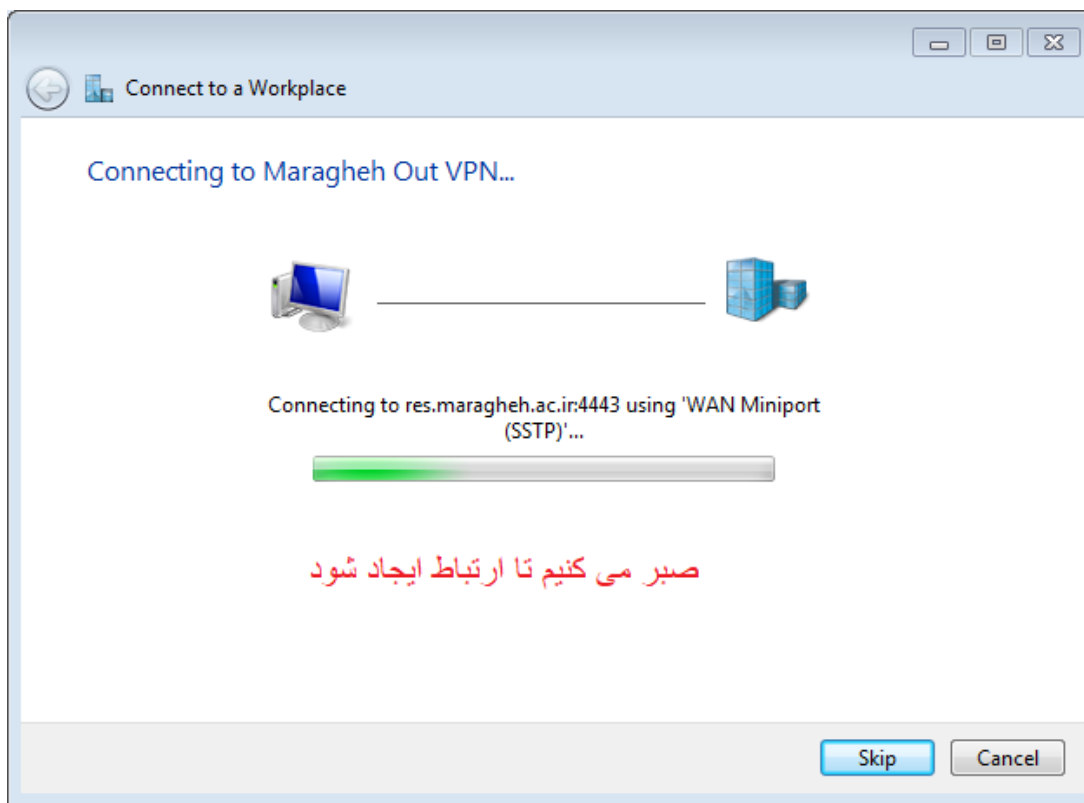 Connect to a Workplace
Connecting to Maragheh Out VPN...
Connecting to res.maragheh.ac.ir:4443 using 'WAN Miniport
(SSTP)'...
صبر می کنیم تا ارتباط ایجاد شود
Skip
Cancel